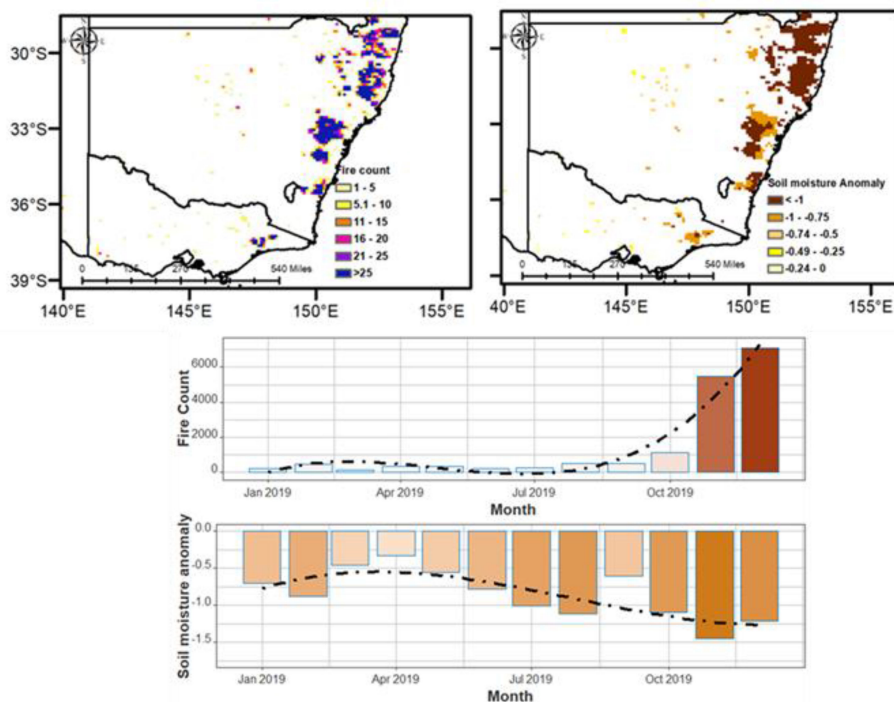 30°S
33°S
36°S
39°S
Fire count
1 - 5
5.1 - 10
11 - 15
16 - 20
21 - 25
>25
0 135 270 540 Miles
140°E 145°E 150°E 155°E
Soil moisture Anomaly
< -1
-1 - -0.75
-0.74 - -0.5
-0.49 - -0.25
-0.24 - 0
0 135 270 540 Miles
40°E 145°E 150°E 155°E
Fire Count
6000
4000
2000
0
Jan 2019 Apr 2019 Jul 2019 Oct 2019
Month
Soil moisture anomaly
0.0
-0.5
-1.0
-1.5
Jan 2019 Apr 2019 Jul 2019 Oct 2019
Month